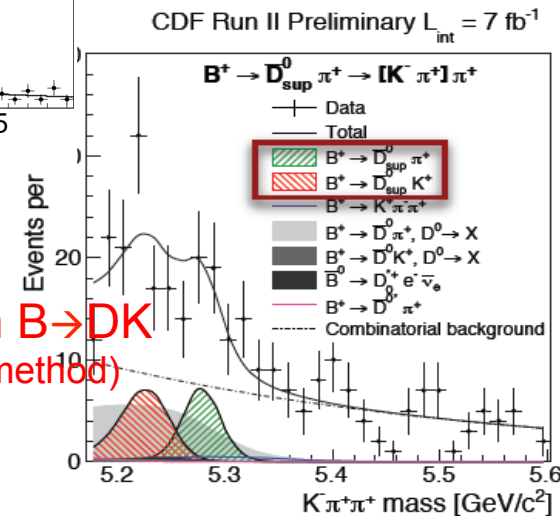 CDF Run II Preliminary L_int = 7 fb⁻¹
B⁺ → D̄⁰_sup π⁺ → [K⁻ π⁺] π⁺
Data
Total
B⁺ → D̄⁰_sup π⁺
B⁺ → D̄⁰_sup K⁺
B⁺ → K⁺π⁻π⁺
B⁺ → D̄⁰π⁺, D⁰→ X
B⁺ → D̄⁰K⁺, D⁰→ X
B̄⁰ → D*⁺ e⁻ ν̄_e
B⁺ → D̄⁰* π⁺
Combinatorial background
Events per
5
20
B→DK
method)
10
0
5.2 5.3 5.4 5.5 5.6
K⁻π⁺π⁺ mass [GeV/c²]